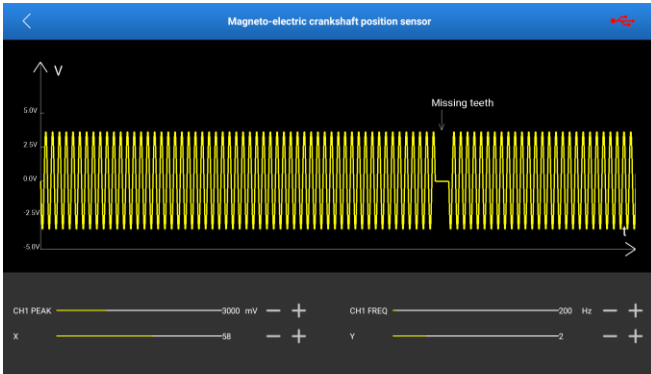 Magneto-electric crankshaft position sensor
V
Missing teeth
5.0V
2.5V
0.0V
-2.5V
-5.0V
t
CH1 PEAK 3000 mV
CH1 FREQ 200 Hz
X 58
Y 2